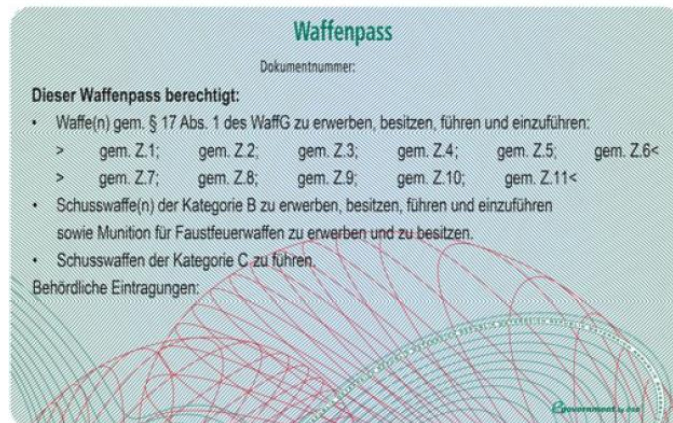 Waffenpass
Dokumentnummer:
Dieser Waffenpass berechtigt:
• Waffe(n) gem. § 17 Abs. 1 des WaffG zu erwerben, besitzen, führen und einzuführen:
> gem. Z.1; gem. Z.2; gem. Z.3; gem. Z.4; gem. Z.5; gem. Z.6<
> gem. Z.7; gem. Z.8; gem. Z.9; gem. Z.10; gem. Z.11<
• Schusswaffe(n) der Kategorie B zu erwerben, besitzen, führen und einzuführen
sowie Munition für Faustfeuerwaffen zu erwerben und zu besitzen.
• Schusswaffen der Kategorie C zu führen.
Behördliche Eintragungen:
egovernment by